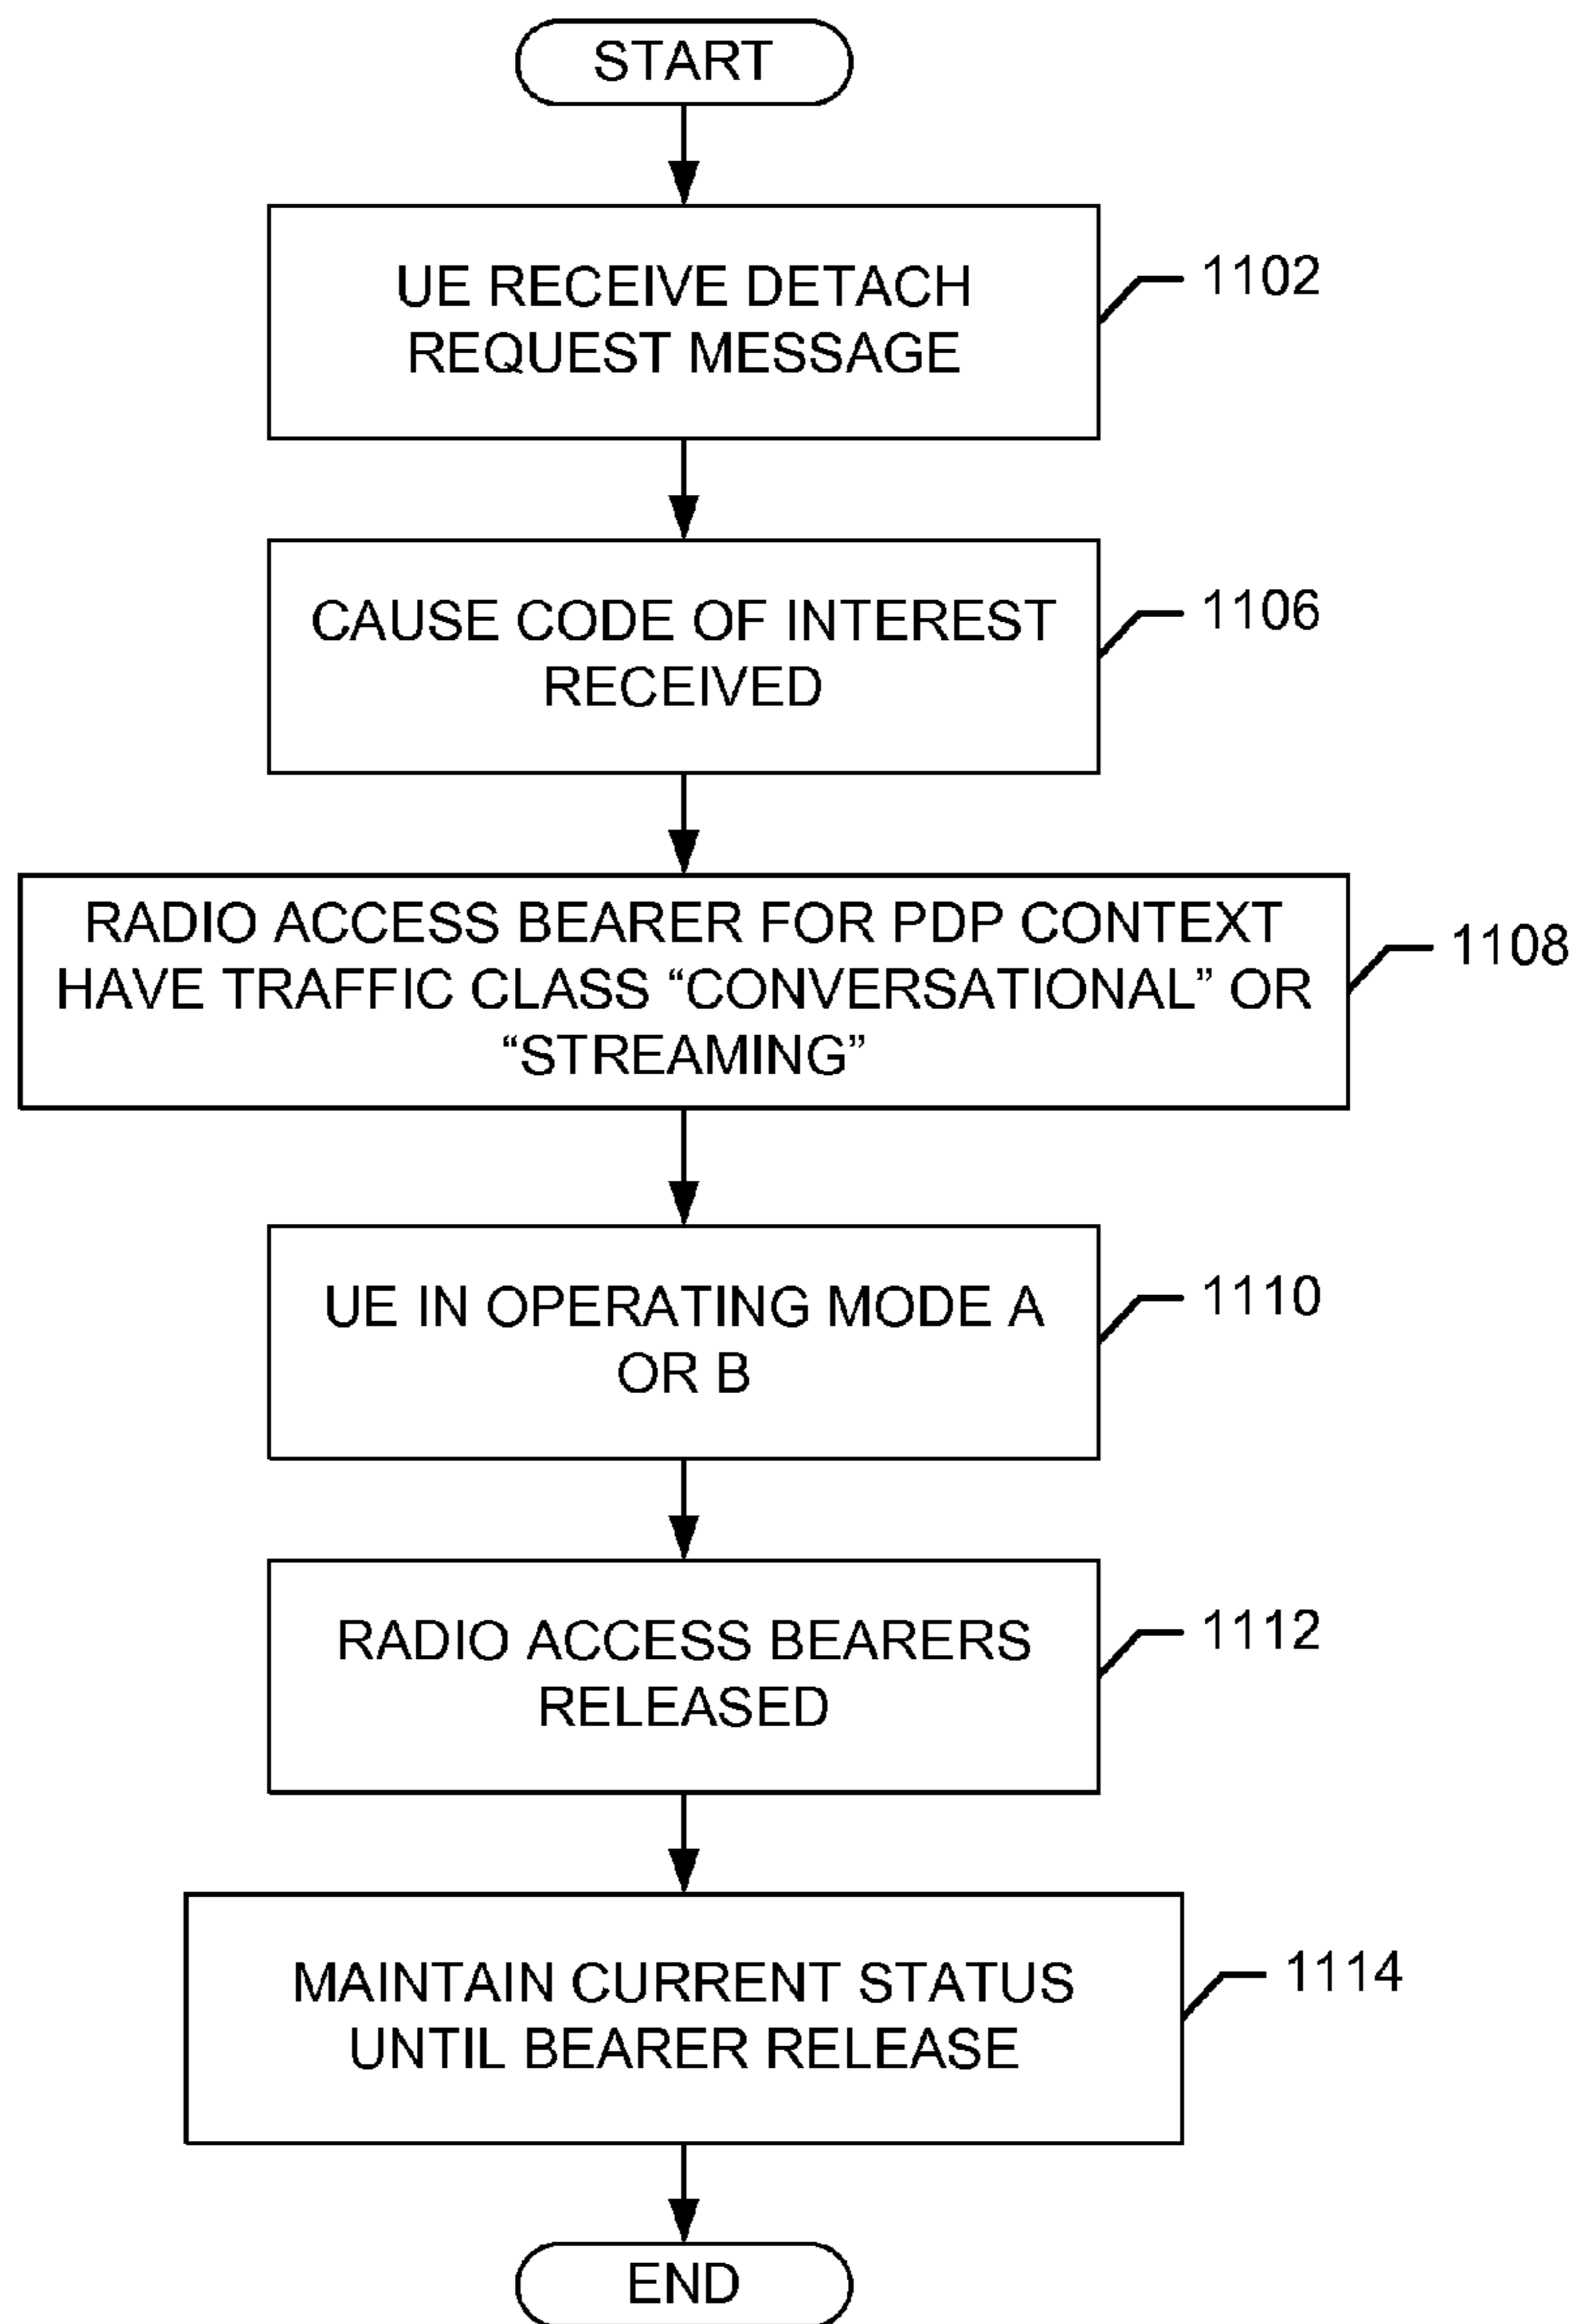 START
UE RECEIVE DETACH
REQUEST MESSAGE
1102
CAUSE CODE OF INTEREST
RECEIVED
1106
RADIO ACCESS BEARER FOR PDP CONTEXT
HAVE TRAFFIC CLASS “CONVERSATIONAL” OR
“STREAMING”
1108
UE IN OPERATING MODE A
OR B
1110
RADIO ACCESS BEARERS
RELEASED
1112
MAINTAIN CURRENT STATUS
UNTIL BEARER RELEASE
1114
END